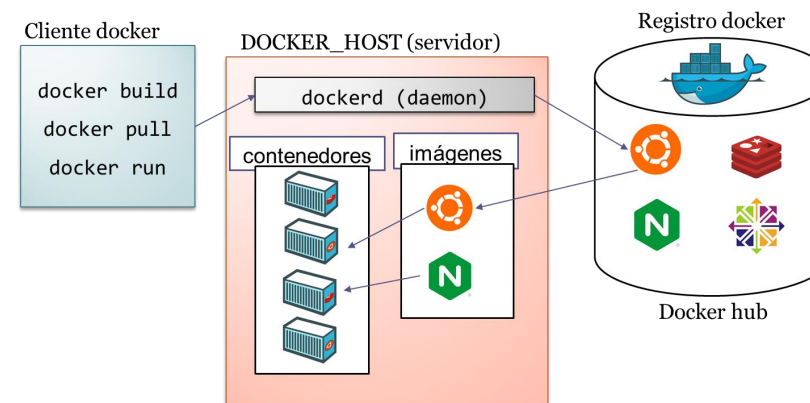 Cliente docker
docker build
docker pull
docker run
DOCKER_HOST (servidor)
dockerd (daemon)
contenedores
imágenes
N
Registro docker
N
Docker hub